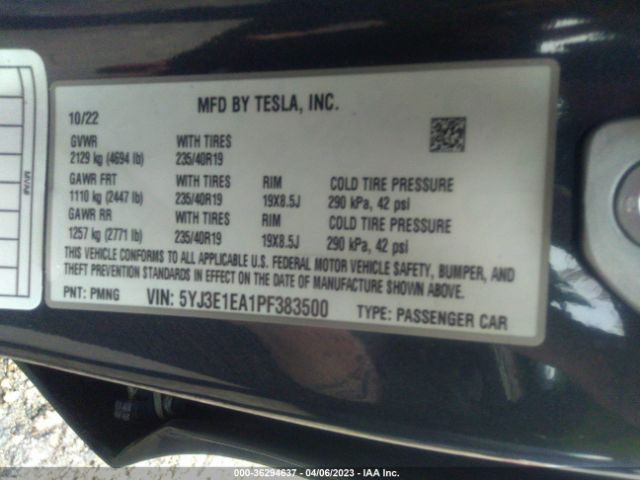 MFD BY TESLA, INC.
10/22
GVWR WITH TIRES
2129 kg (4694 lb) 235/40R19
GAWR FRT WITH TIRES RIM COLD TIRE PRESSURE
1110 kg (2447 lb) 235/40R19 19X8.5J 290 kPa, 42 psi
GAWR RR WITH TIRES RIM COLD TIRE PRESSURE
1257 kg (2771 lb) 235/40R19 19X8.5J 290 kPa, 42 psi
THIS VEHICLE CONFORMS TO ALL APPLICABLE U.S. FEDERAL MOTOR VEHICLE SAFETY, BUMPER, AND
THEFT PREVENTION STANDARDS IN EFFECT ON THE DATE OF MANUFACTURE SHOWN ABOVE.
PNT: PMNG VIN: 5YJ3E1EA1PF383500 TYPE: PASSENGER CAR
000-36294637 - 04/06/2023 - IAA Inc.